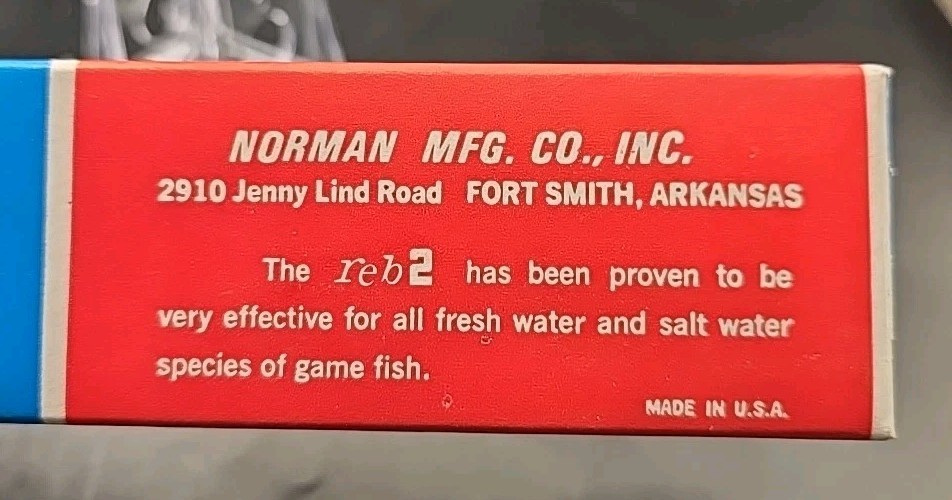 NORMAN MFG. CO., INC.
2910 Jenny Lind Road FORT SMITH, ARKANSAS
The reb2 has been proven to be
very effective for all fresh water and salt water
species of game fish.
MADE IN U.S.A.